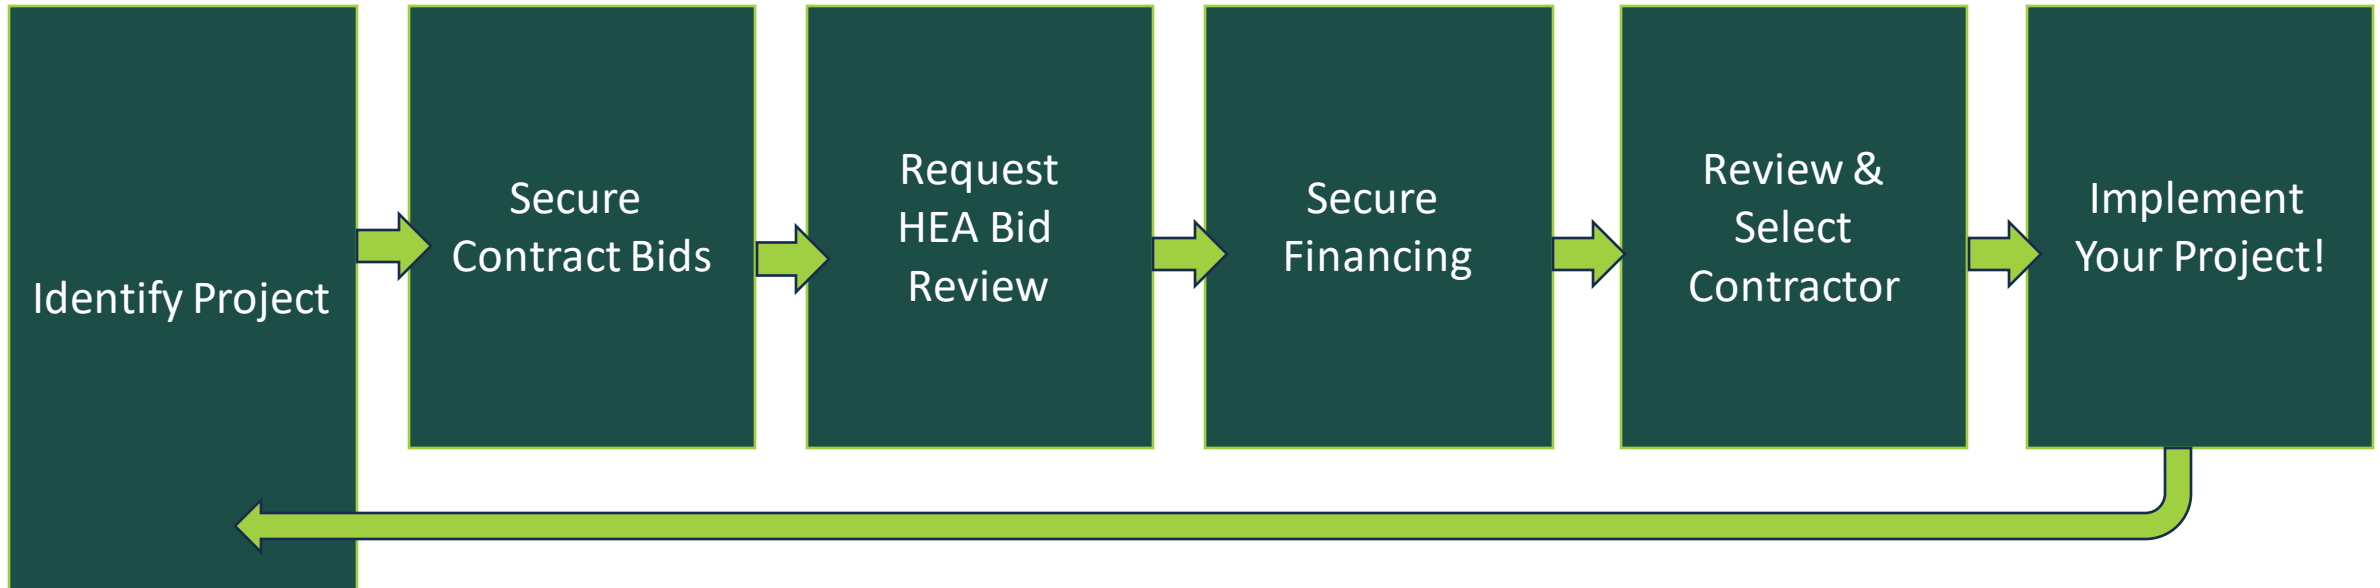 Identify Project
Secure
Contract Bids
Request
HEA Bid
Review
Secure
Financing
Review &
Select
Contractor
Implement
Your Project!